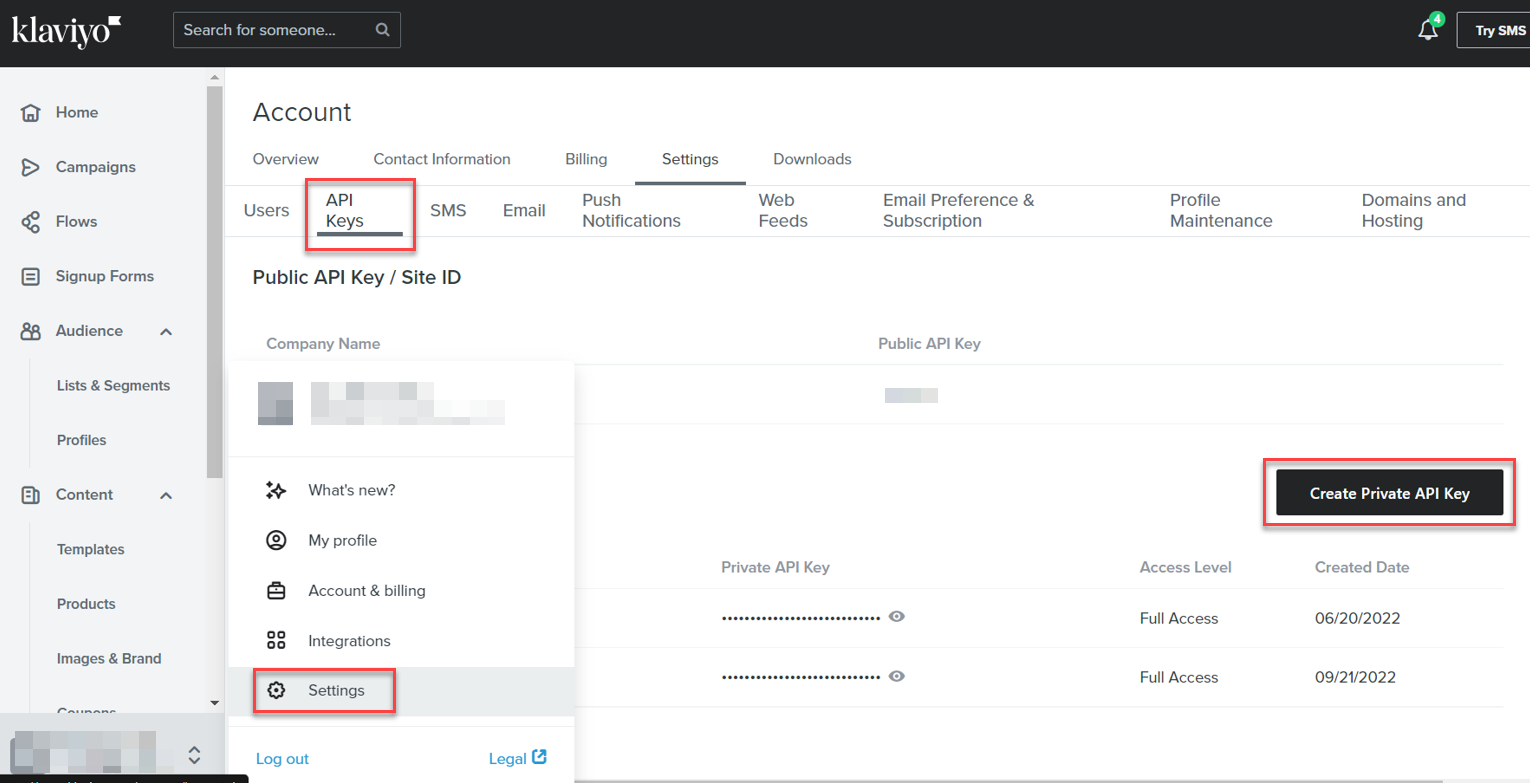 klaviyo
Search for someone...
4
Try SMS
Home
Campaigns
Flows
Signup Forms
Audience
Lists & Segments
Profiles
Content
Templates
Products
Images & Brand
Coupons
Account
Overview
Contact Information
Billing
Settings
Downloads
Users
API
Keys
SMS
Email
Push
Notifications
Web
Feeds
Email Preference &
Subscription
Profile
Maintenance
Domains and
Hosting
Public API Key / Site ID
Company Name
Public API Key
What's new?
My profile
Account & billing
Integrations
Settings
Log out
Legal
Create Private API Key
Private API Key
Access Level
Created Date
•••••••••••••••••••••••••••• Full Access 06/20/2022
•••••••••••••••••••••••••••• Full Access 09/21/2022